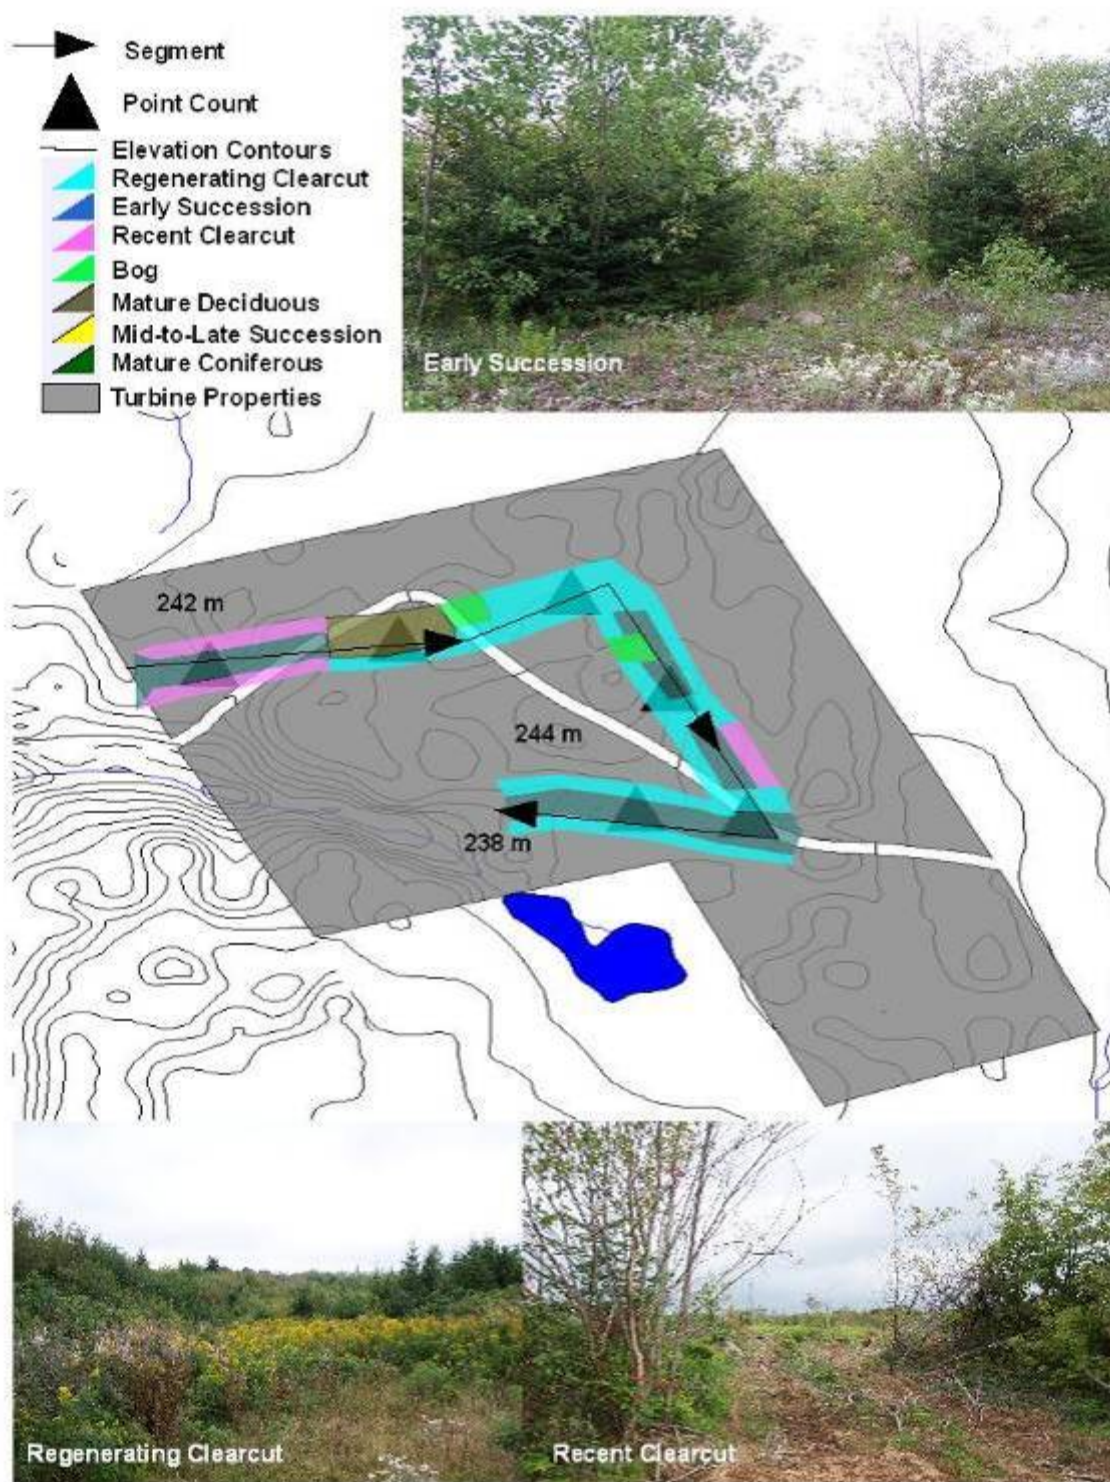 Segment
Point Count
Elevation Contours
Regenerating Clearcut
Early Succession
Recent Clearcut
Bog
Mature Deciduous
Mid-to-Late Succession
Mature Coniferous
Turbine Properties
Early Succession
242 m
244 m
238 m
Regenerating Clearcut
Recent Clearcut